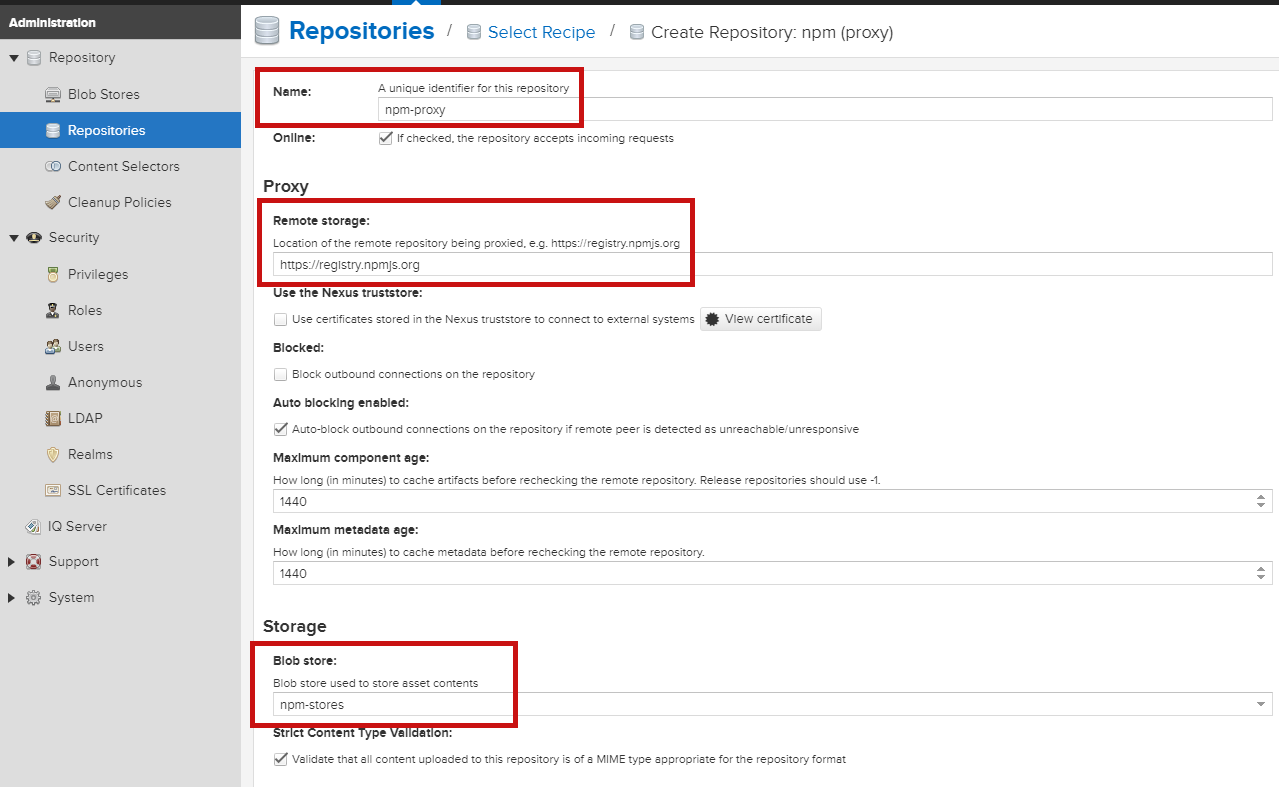 Administration
Repository
Blob Stores
Repositories
Content Selectors
Cleanup Policies
Security
Privileges
Roles
Users
Anonymous
LDAP
Realms
SSL Certificates
IQ Server
Support
System
Repositories / Select Recipe / Create Repository: npm (proxy)
Name: A unique identifier for this repository
npm-proxy
Online: If checked, the repository accepts incoming requests
Proxy
Remote storage:
Location of the remote repository being proxied, e.g. https://registry.npmjs.org
https://registry.npmjs.org
Use the Nexus truststore:
Use certificates stored in the Nexus truststore to connect to external systems View certificate
Blocked:
Block outbound connections on the repository
Auto blocking enabled:
Auto-block outbound connections on the repository if remote peer is detected as unreachable/unresponsive
Maximum component age:
How long (in minutes) to cache artifacts before rechecking the remote repository. Release repositories should use -1.
1440
Maximum metadata age:
How long (in minutes) to cache metadata before rechecking the remote repository.
1440
Storage
Blob store:
Blob store used to store asset contents
npm-stores
Strict Content Type Validation:
Validate that all content uploaded to this repository is of a MIME type appropriate for the repository format